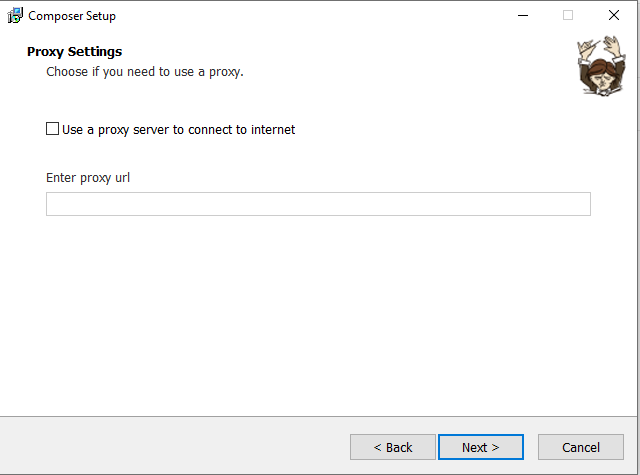 Composer Setup
Proxy Settings
Choose if you need to use a proxy.
Use a proxy server to connect to internet
Enter proxy url
< Back
Next >
Cancel